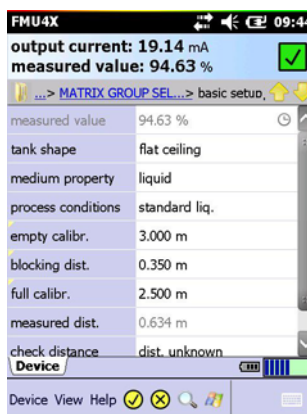 FMU4X 09:44
output current: 19.14 mA
measured value: 94.63 %
...> MATRIX GROUP SEL...> basic setup,
measured value 94.63 %
tank shape flat ceiling
medium property liquid
process conditions standard liq.
empty calibr. 3.000 m
blocking dist. 0.350 m
full calibr. 2.500 m
measured dist. 0.634 m
check distance dist. unknown
Device
Device View Help